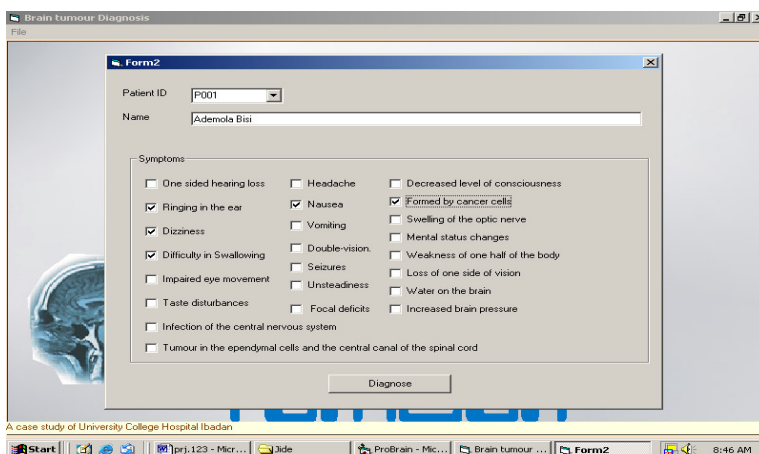 Brain tumour Diagnosis
File
Form2
Patient ID P001
Name Ademola Bisi
Symptoms
One sided hearing loss Headache Decreased level of consciousness
Ringing in the ear Nausea Formed by cancer cells
Dizziness Vomiting Swelling of the optic nerve
Mental status changes
Difficulty in Swallowing Double-vision. Weakness of one half of the body
Impaired eye movement Seizures Loss of one side of vision
Unsteadiness Water on the brain
Taste disturbances Focal deficits Increased brain pressure
Infection of the central nervous system
Tumour in the ependymal cells and the central canal of the spinal cord
Diagnose
A case study of University College Hospital Ibadan
Start prj.123 - Micr... Jide ProBrain - Mic... Brain tumour ... Form2 8:46 AM